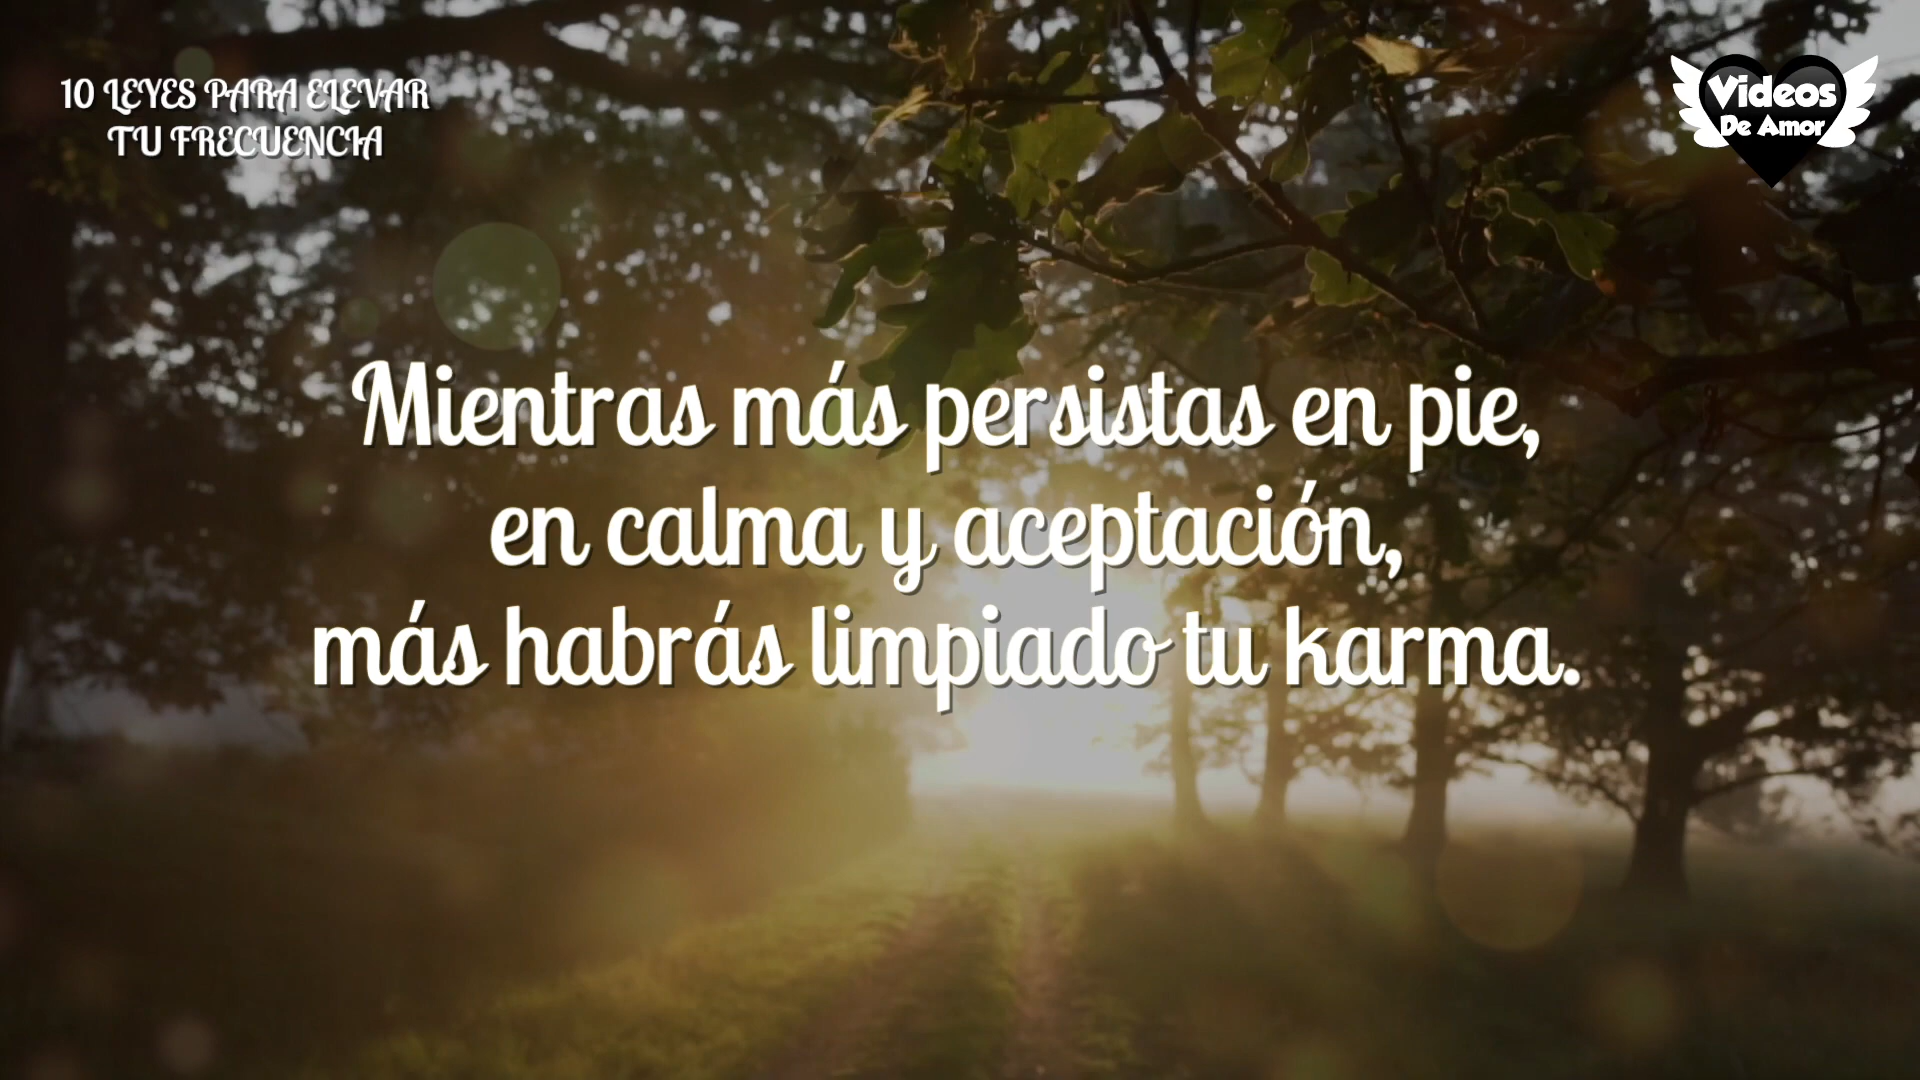 10 LEYES PARA ELEVAR
TU FRECUENCIA
Videos
De Amor
Mientras más persistas en pie,
en calma y aceptación,
más habrás limpiado tu karma.